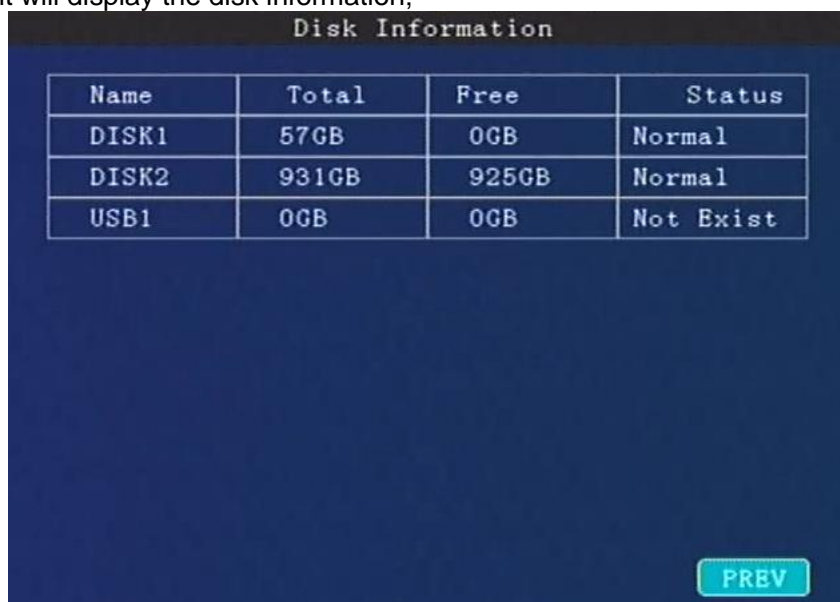 it will display the disk information;
Disk Information
Name Total Free Status
DISK1 57GB 0GB Normal
DISK2 931GB 925GB Normal
USB1 0GB 0GB Not Exist
PREV